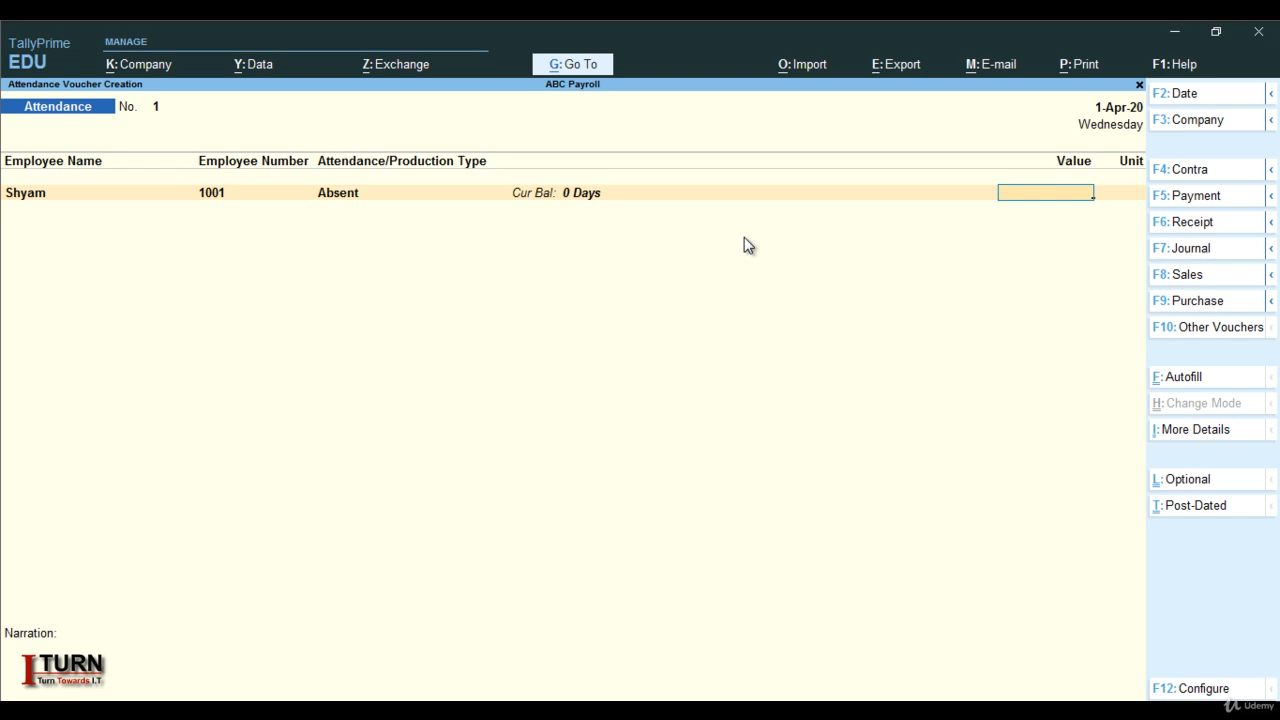 TallyPrime
EDU
MANAGE
K: Company
Y: Data
Z: Exchange
G: Go To
O: Import
E: Export
M: E-mail
P: Print
F1: Help
Attendance Voucher Creation
ABC Payroll
Attendance No. 1
1-Apr-20
Wednesday
Employee Name Employee Number Attendance/Production Type Value Unit
Shyam 1001 Absent Cur Bal: 0 Days
F2: Date
F3: Company
F4: Contra
F5: Payment
F6: Receipt
F7: Journal
F8: Sales
F9: Purchase
F10: Other Vouchers
F: Autofill
H: Change Mode
I: More Details
L: Optional
T: Post-Dated
F12: Configure
Narration:
I TURN
Turn Towards I.T
Udemy